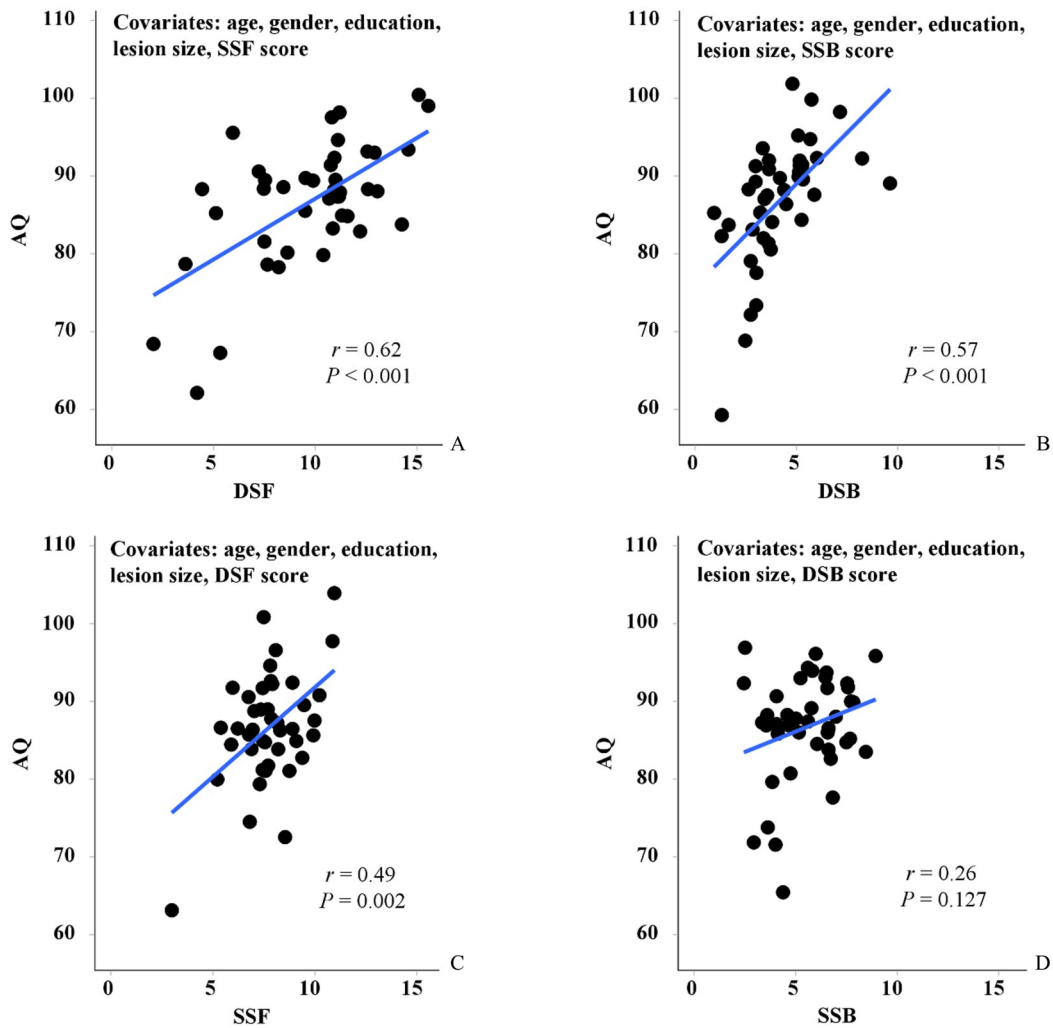 Covariates: age, gender, education,
lesion size, SSF score
110
100
90
80
70
60
AQ
r = 0.62
P < 0.001
0 5 10 15
DSF
A
Covariates: age, gender, education,
lesion size, SSB score
110
100
90
80
70
60
AQ
r = 0.57
P < 0.001
0 5 10 15
DSB
B
Covariates: age, gender, education,
lesion size, DSF score
110
100
90
80
70
60
AQ
r = 0.49
P = 0.002
0 5 10 15
SSF
C
Covariates: age, gender, education,
lesion size, DSB score
110
100
90
80
70
60
AQ
r = 0.26
P = 0.127
0 5 10 15
SSB
D